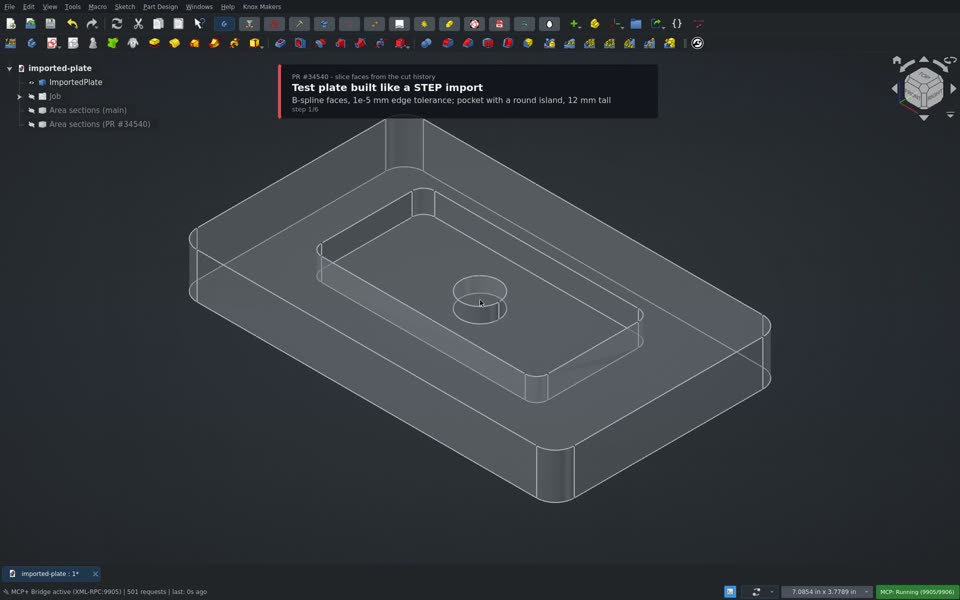 File Edit View Tools Macro Sketch Part Design Windows Help Knox Makers
imported-plate
ImportedPlate
Job
Area sections (main)
Area sections (PR #34540)
PR #34540 - slice faces from the cut history
Test plate built like a STEP import
B-spline faces, 1e-5 mm edge tolerance; pocket with a round island, 12 mm tall
step 1/6
FRONT RIGHT
imported-plate : 1*
MCP+ Bridge active (XML-RPC:9905) | 501 requests | last: 0s ago
7.0854 in x 3.7789 in
MCP: Running (9905/9906)